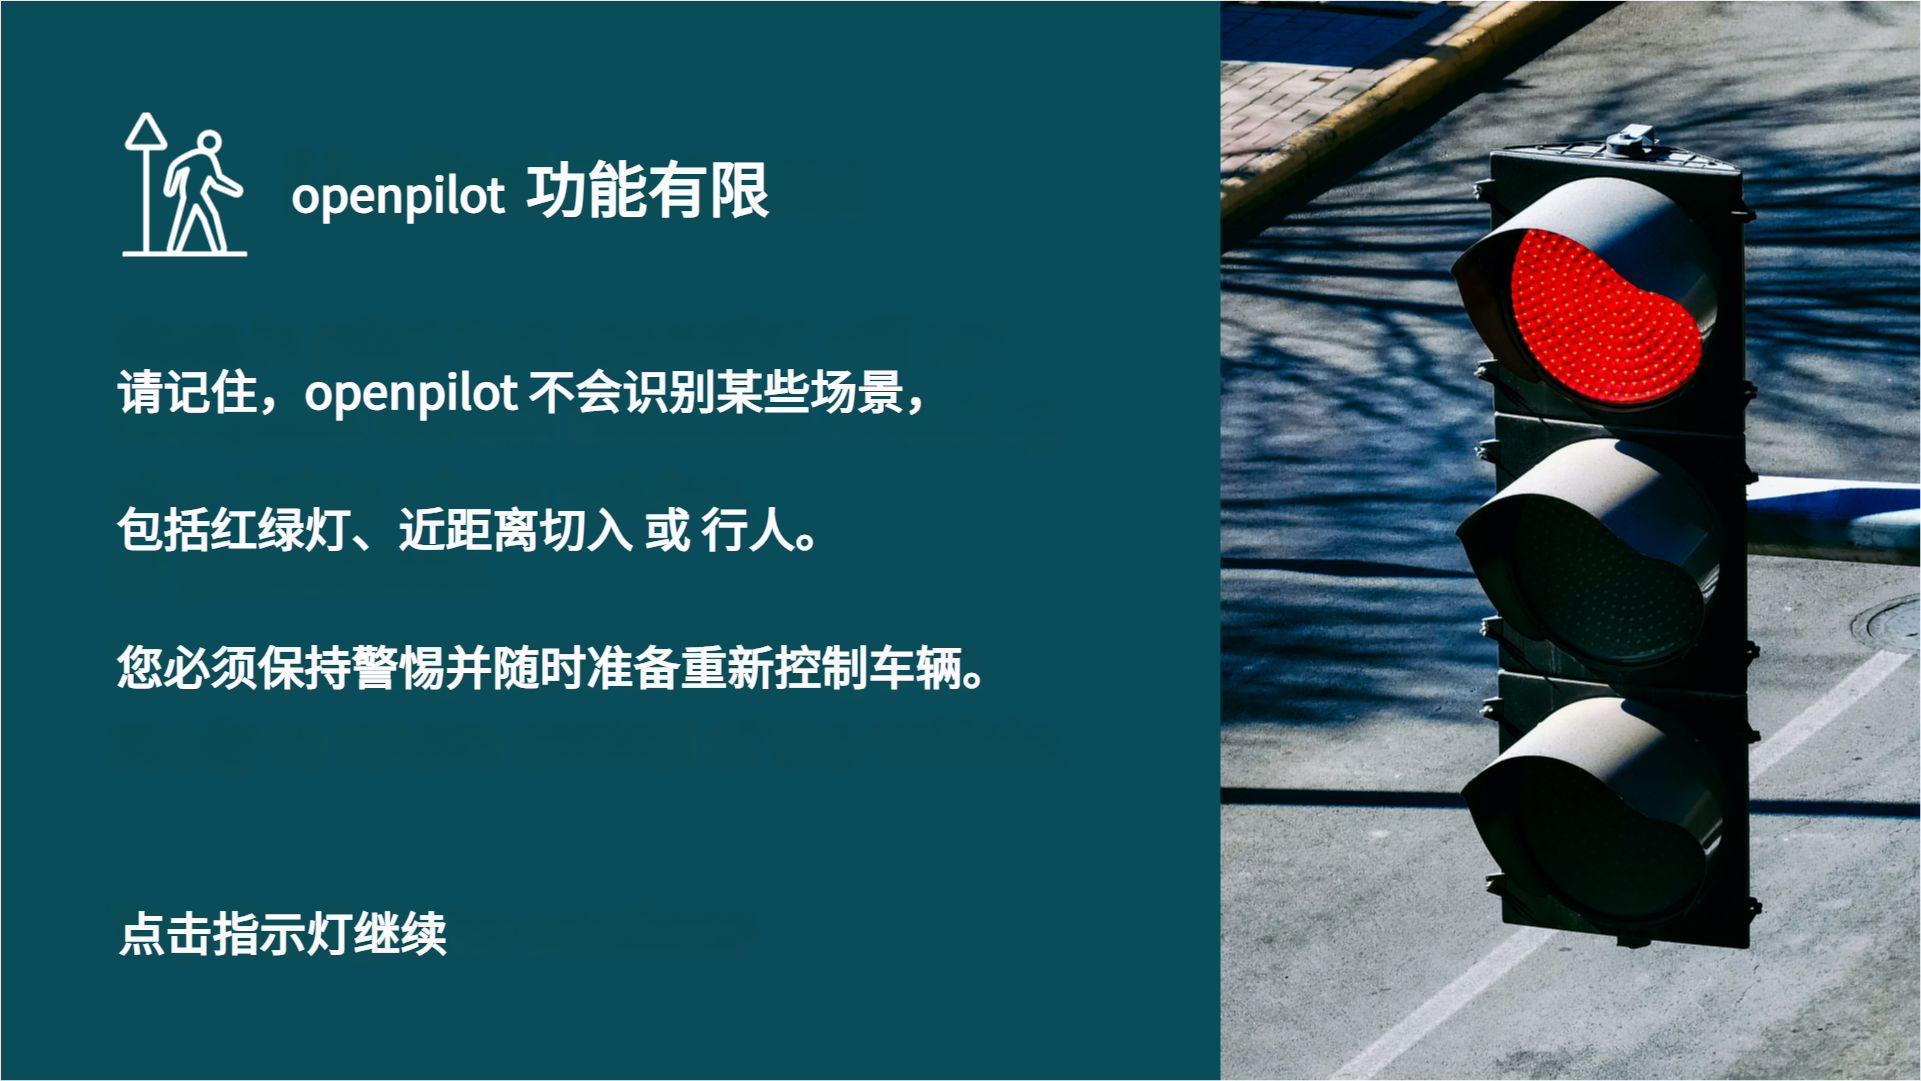 openpilot 功能有限
请记住，openpilot 不会识别某些场景，
包括红绿灯、近距离切入 或 行人。
您必须保持警惕并随时准备重新控制车辆。
点击指示灯继续